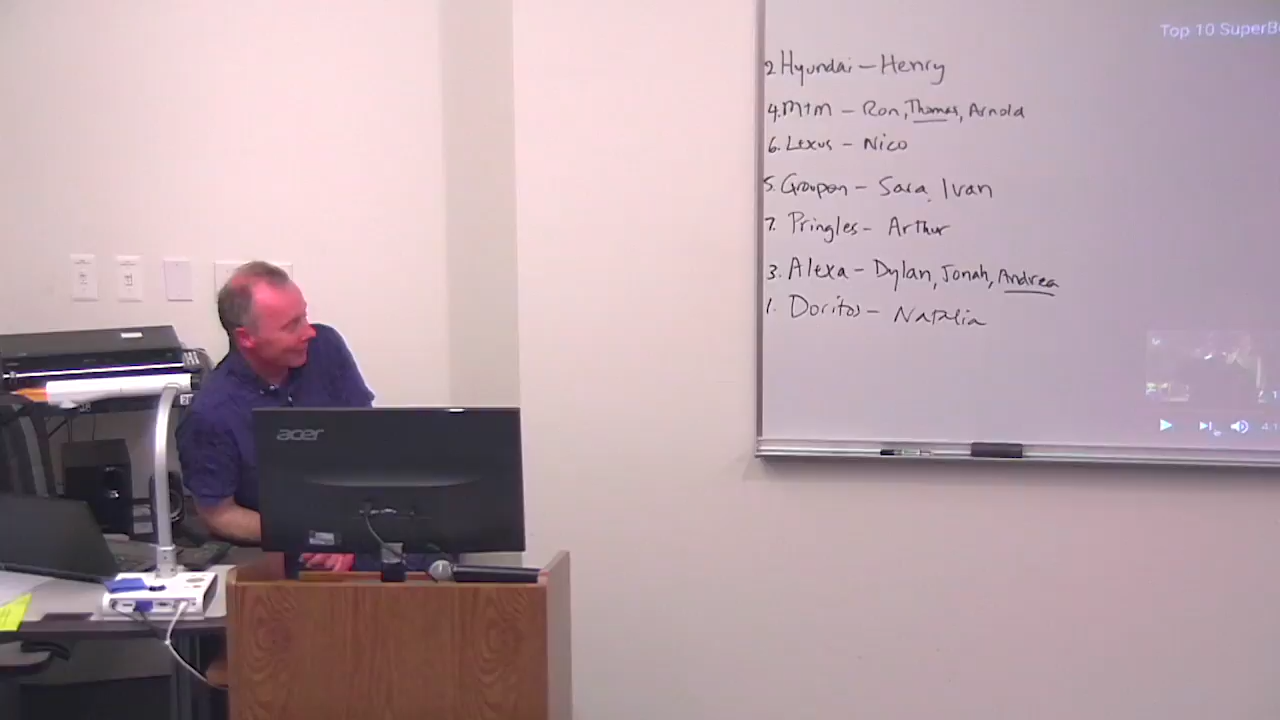 Top 10 SuperB
2 Hyundai - Henry
4. M+M - Ron, Thomas, Arnold
6. Lexus - Nico
5. Groupon - Sara, Ivan
7. Pringles - Arthur
3. Alexa - Dylan, Jonah, Andrea
1. Doritos - Natalia
acer